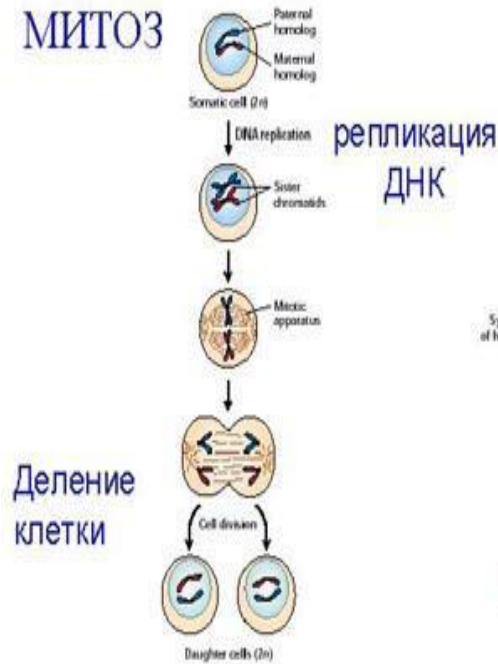 МИТОЗ
Paternal
homolog
Maternal
homolog
Somatic cell (2n)
DNA replication
репликация
ДНК
Sister
chromatids
Mitotic
apparatus
of h
Деление
клетки
Cell division
Daughter cells (2n)